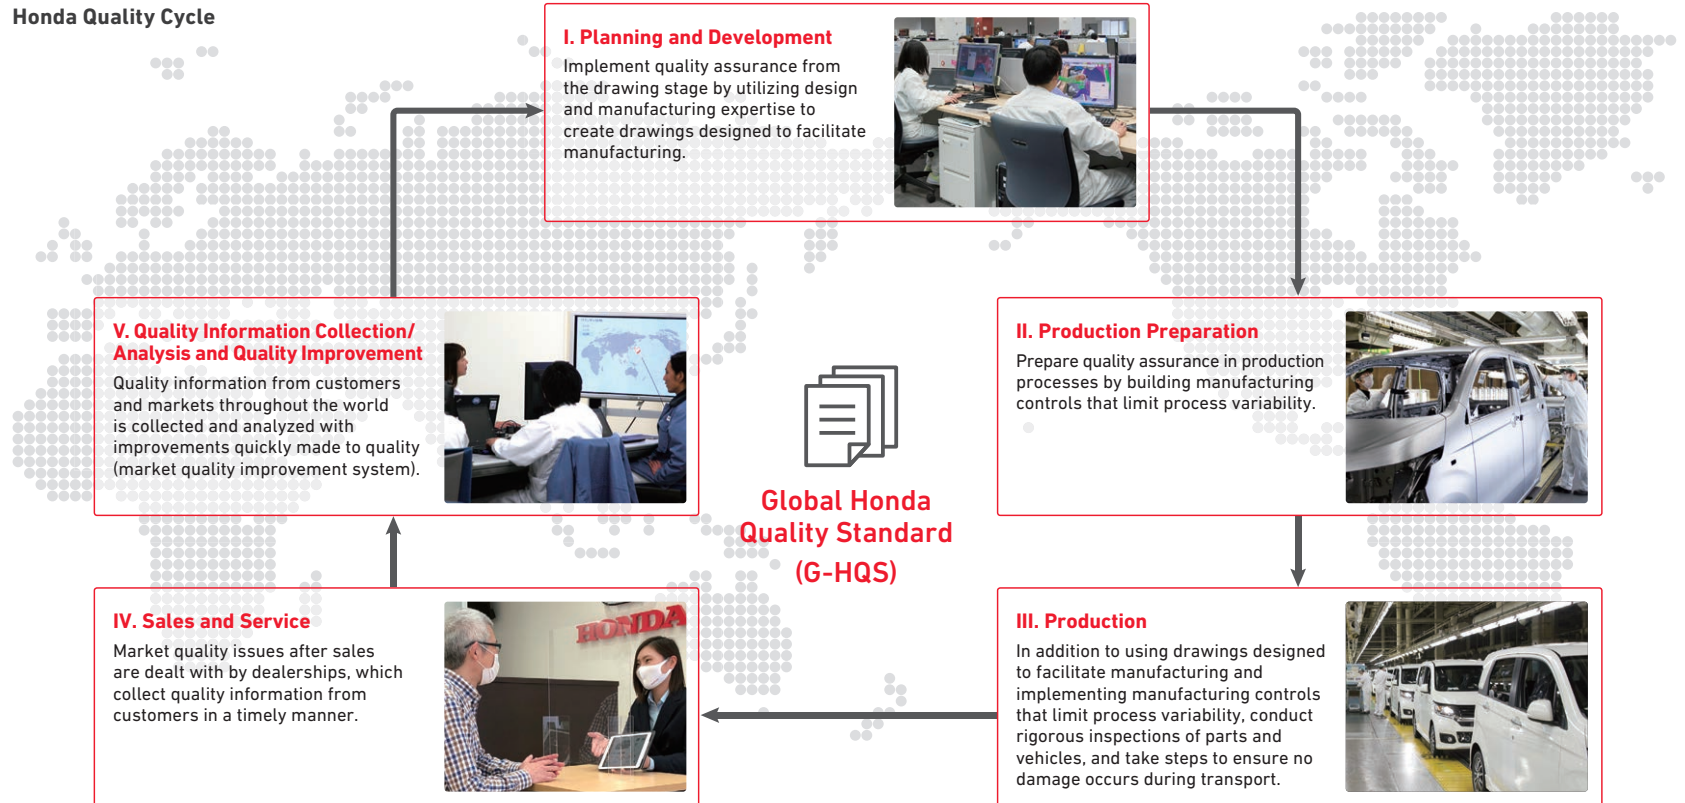 Honda Quality Cycle
I. Planning and Development
Implement quality assurance from
the drawing stage by utilizing design
and manufacturing expertise to
create drawings designed to facilitate
manufacturing.
II. Production Preparation
Prepare quality assurance in production
processes by building manufacturing
controls that limit process variability.
III. Production
In addition to using drawings designed
to facilitate manufacturing and
implementing manufacturing controls
that limit process variability, conduct
rigorous inspections of parts and
vehicles, and take steps to ensure no
damage occurs during transport.
IV. Sales and Service
Market quality issues after sales
are dealt with by dealerships, which
collect quality information from
customers in a timely manner.
HONDA
V. Quality Information Collection/
Analysis and Quality Improvement
Quality information from customers
and markets throughout the world
is collected and analyzed with
improvements quickly made to quality
(market quality improvement system).
Global Honda
Quality Standard
(G-HQS)